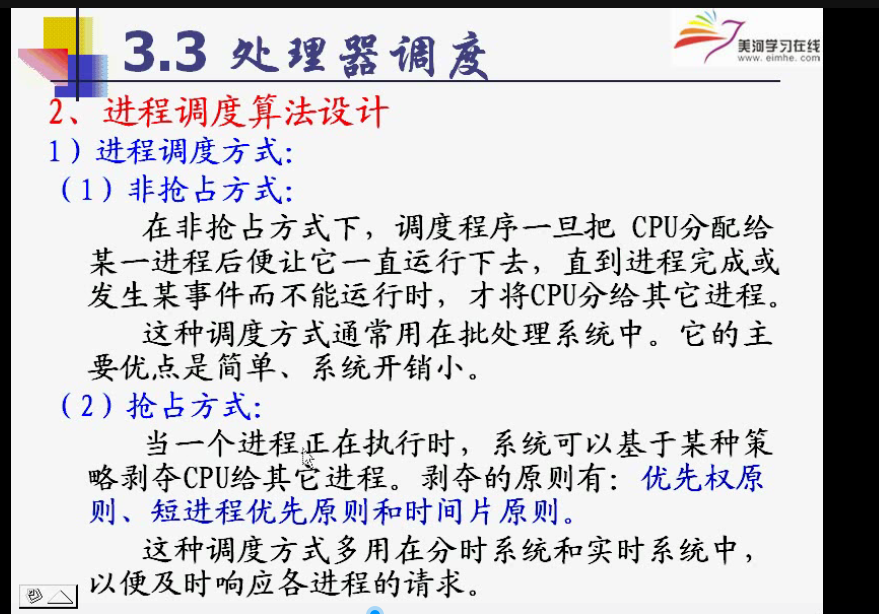 3.3 处理器调度
美河学习在线
www.eimhe.com
2、进程调度算法设计
1）进程调度方式:
（1）非抢占方式:
在非抢占方式下，调度程序一旦把 CPU分配给
某一进程后便让它一直运行下去，直到进程完成或
发生某事件而不能运行时，才将CPU分给其它进程。
这种调度方式通常用在批处理系统中。它的主
要优点是简单、系统开销小。
（2）抢占方式:
当一个进程正在执行时，系统可以基于某种策
略剥夺CPU给其它进程。剥夺的原则有: 优先权原
则、短进程优先原则和时间片原则。
这种调度方式多用在分时系统和实时系统中，
以便及时响应各进程的请求。